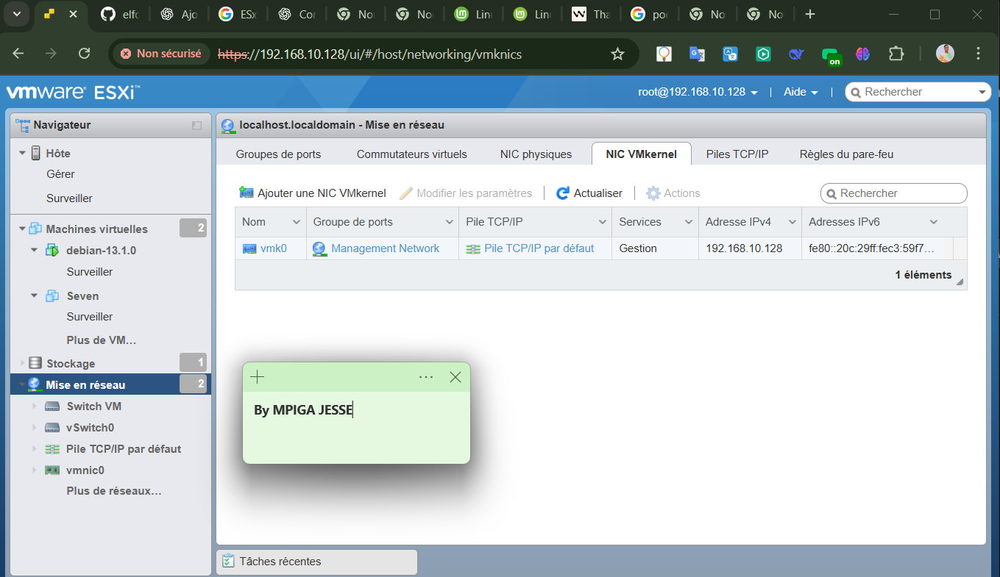 elfc
Ajo
ESx
Cor
No
No
Lin
Lin
Tha
poe
No
No
Non sécurisé
https://192.168.10.128/ui/#/host/networking/vmknics
on
vmware® ESXi™
root@192.168.10.128
Aide
Rechercher
Navigateur
Hôte
Gérer
Surveiller
Machines virtuelles 2
debian-13.1.0
Surveiller
Seven
Surveiller
Plus de VM…
Stockage 1
Mise en réseau 2
Switch VM
vSwitch0
Pile TCP/IP par défaut
vmnic0
Plus de réseaux…
localhost.localdomain - Mise en réseau
Groupes de ports
Commutateurs virtuels
NIC physiques
NIC VMkernel
Piles TCP/IP
Règles du pare-feu
Ajouter une NIC VMkernel
Modifier les paramètres
Actualiser
Actions
Rechercher
Nom Groupe de ports Pile TCP/IP Services Adresse IPv4 Adresses IPv6
vmk0 Management Network Pile TCP/IP par défaut Gestion 192.168.10.128 fe80::20c:29ff:fec3:59f7…
1 éléments
By MPIGA JESSE
Tâches récentes